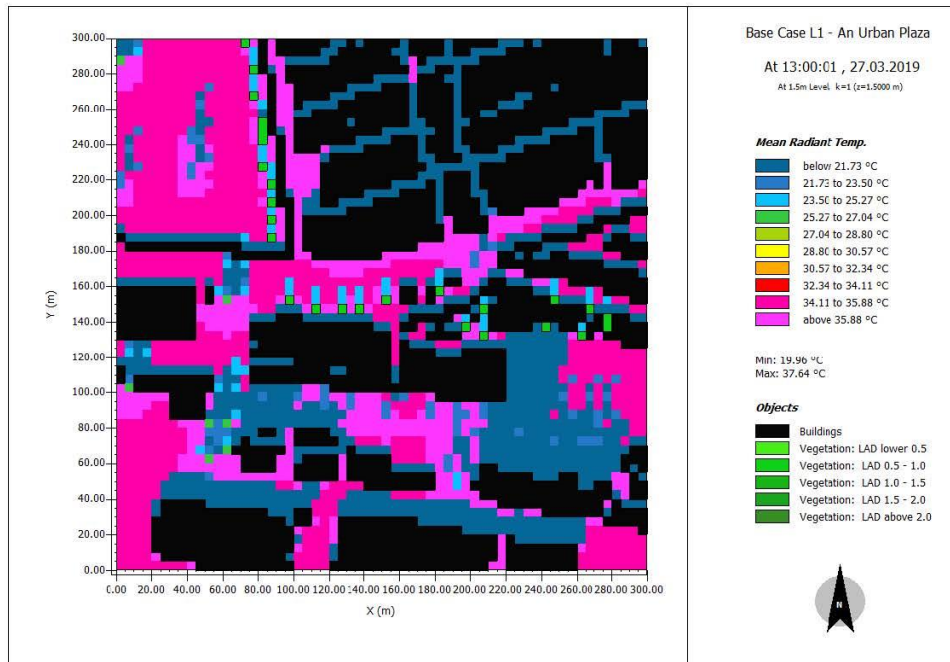 Base Case L1 - An Urban Plaza
At 13:00:01 , 27.03.2019
At 1.5m Level k=1 (z=1.5000 m)
Mean Radiant Temp.
below 21.73 °C
21.73 to 23.50 °C
23.50 to 25.27 °C
25.27 to 27.04 °C
27.04 to 28.80 °C
28.80 to 30.57 °C
30.57 to 32.34 °C
32.34 to 34.11 °C
34.11 to 35.88 °C
above 35.88 °C
Min: 19.96 °C
Max: 37.64 °C
Objects
Buildings
Vegetation: LAD lower 0.5
Vegetation: LAD 0.5 - 1.0
Vegetation: LAD 1.0 - 1.5
Vegetation: LAD 1.5 - 2.0
Vegetation: LAD above 2.0
N
Y (m)
300.00
280.00
260.00
240.00
220.00
200.00
180.00
160.00
140.00
120.00
100.00
80.00
60.00
40.00
20.00
0.00
0.00 20.00 40.00 60.00 80.00 100.00 120.00 140.00 160.00 180.00 200.00 220.00 240.00 260.00 280.00 300.00
X (m)